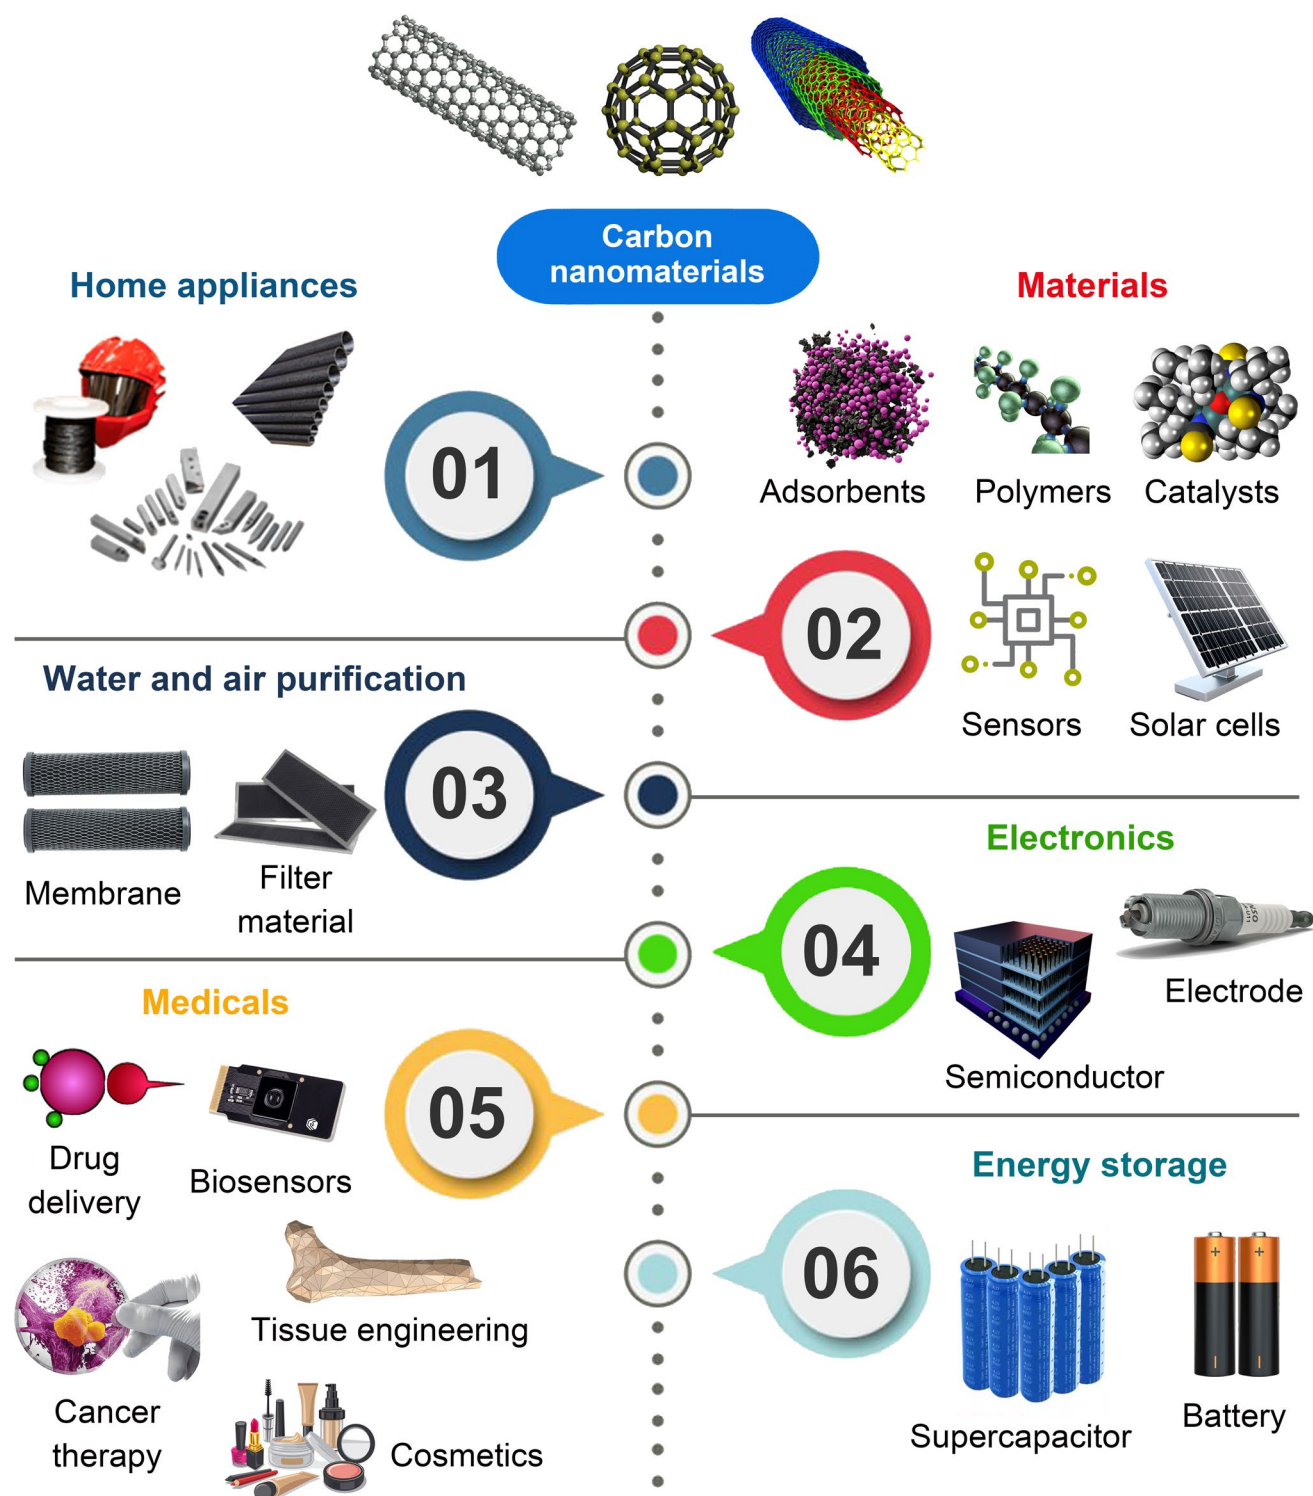 Carbon
nanomaterials
Home appliances
01
Materials
Adsorbents
Polymers
Catalysts
02
Sensors
Solar cells
Water and air purification
03
Membrane
Filter
material
Electronics
04
Electrode
Semiconductor
Medicals
05
Drug
delivery
Biosensors
Tissue engineering
Cancer
therapy
Cosmetics
Energy storage
06
Supercapacitor
Battery